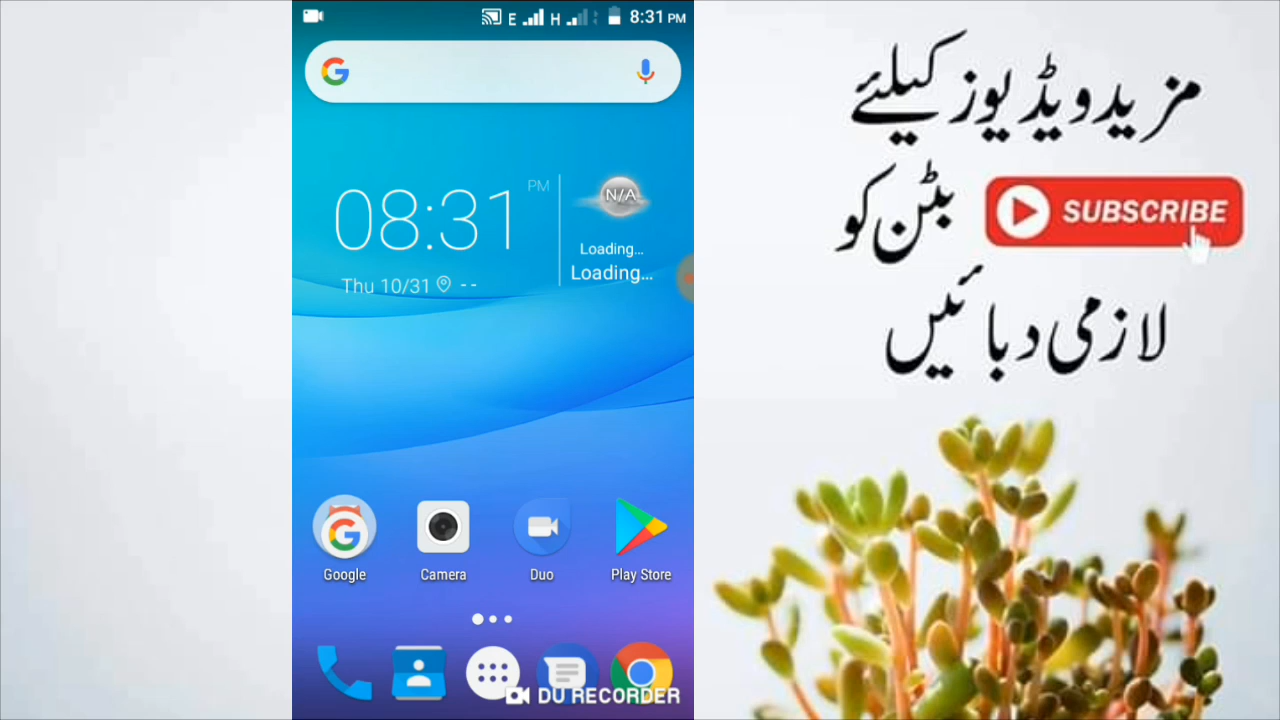 E H 8:31 PM
08:31 PM
N/A
Loading...
Loading...
Thu 10/31 --
Google Camera Duo Play Store
DU RECORDER
مزید ویڈیوز کیلئے
SUBSCRIBE بٹن کو
لازمی دبائیں